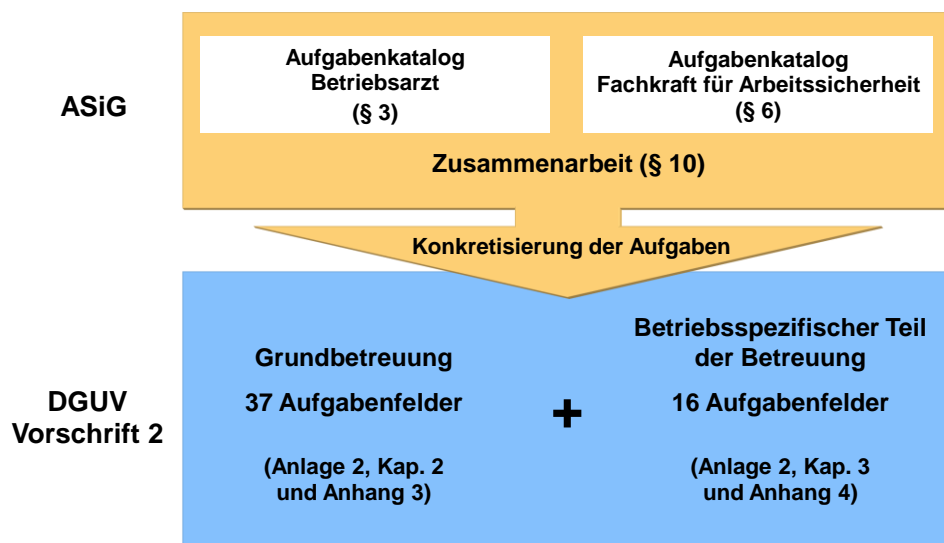 ASiG
Aufgabenkatalog
Betriebsarzt
(§ 3)
Aufgabenkatalog
Fachkraft für Arbeitssicherheit
(§ 6)
Zusammenarbeit (§ 10)
Konkretisierung der Aufgaben
DGUV
Vorschrift 2
Grundbetreuung
37 Aufgabenfelder
(Anlage 2, Kap. 2
und Anhang 3)
+
Betriebsspezifischer Teil
der Betreuung
16 Aufgabenfelder
(Anlage 2, Kap. 3
und Anhang 4)